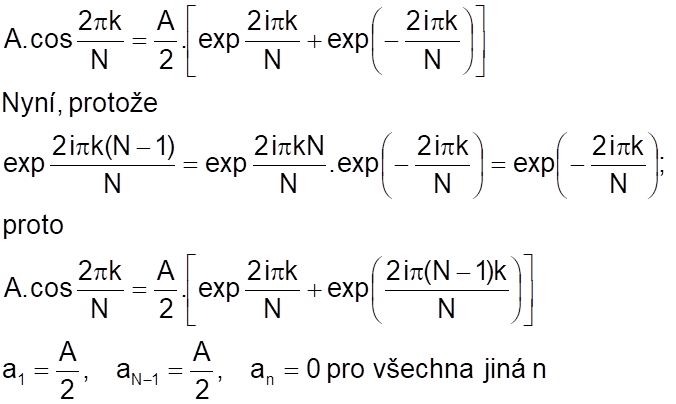 A.cos 2πk/N = A/2 .[exp 2iπk/N + exp(− 2iπk/N)]
Nyní, protože
exp 2iπk(N − 1)/N = exp 2iπkN/N .exp(− 2iπk/N) = exp(− 2iπk/N);
proto
A.cos 2πk/N = A/2 .[exp 2iπk/N + exp(2iπ(N − 1)k/N)]
a₁ = A/2, a_{N−1} = A/2, aₙ = 0 pro všechna jiná n